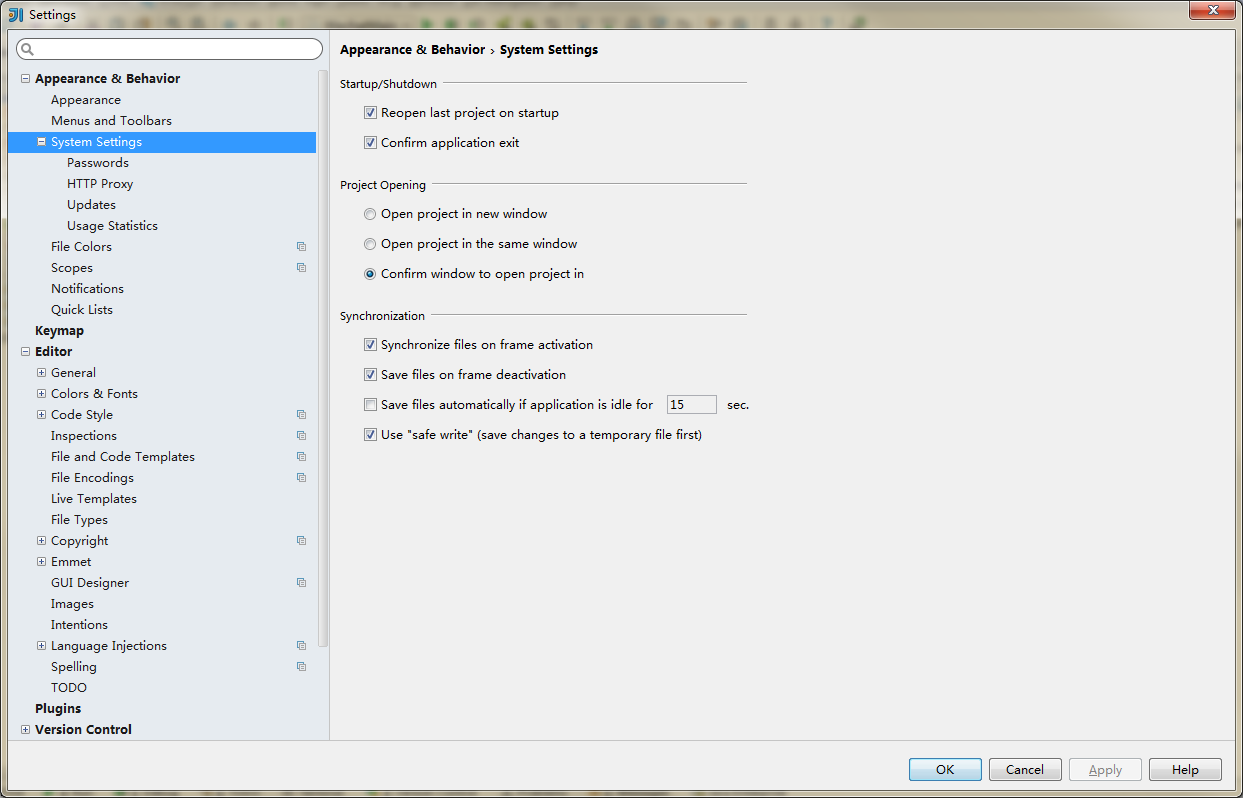 Settings
Appearance & Behavior
Appearance
Menus and Toolbars
System Settings
Passwords
HTTP Proxy
Updates
Usage Statistics
File Colors
Scopes
Notifications
Quick Lists
Keymap
Editor
General
Colors & Fonts
Code Style
Inspections
File and Code Templates
File Encodings
Live Templates
File Types
Copyright
Emmet
GUI Designer
Images
Intentions
Language Injections
Spelling
TODO
Plugins
Version Control
Appearance & Behavior › System Settings
Startup/Shutdown
Reopen last project on startup
Confirm application exit
Project Opening
Open project in new window
Open project in the same window
Confirm window to open project in
Synchronization
Synchronize files on frame activation
Save files on frame deactivation
Save files automatically if application is idle for 15 sec.
Use "safe write" (save changes to a temporary file first)
OK Cancel Apply Help